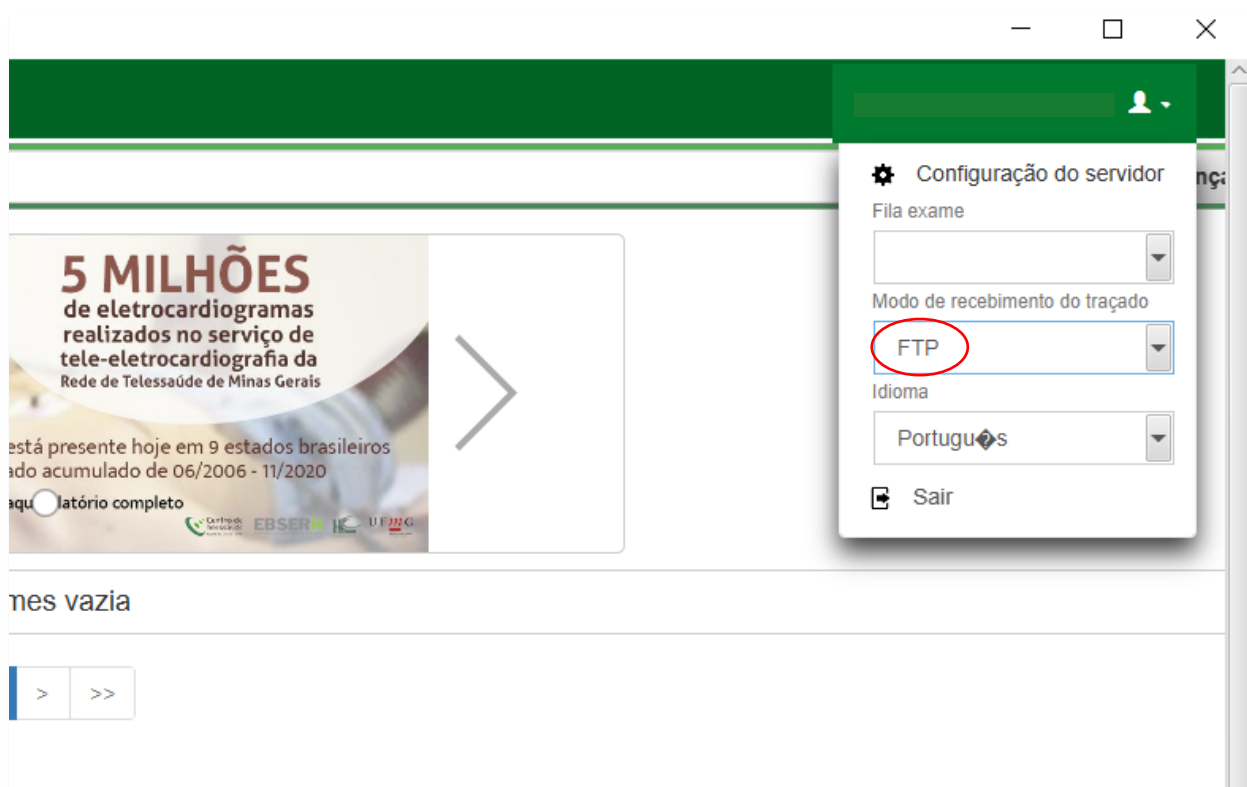 Configuração do servidor
nça
Fila exame
Modo de recebimento do traçado
FTP
Idioma
Portugu�s
Sair
5 MILHÕES
de eletrocardiogramas
realizados no serviço de
tele-eletrocardiografia da
Rede de Telessaúde de Minas Gerais
está presente hoje em 9 estados brasileiros
ado acumulado de 06/2006 - 11/2020
aqu latório completo
EBSERH
UFMG
mes vazia
> >>